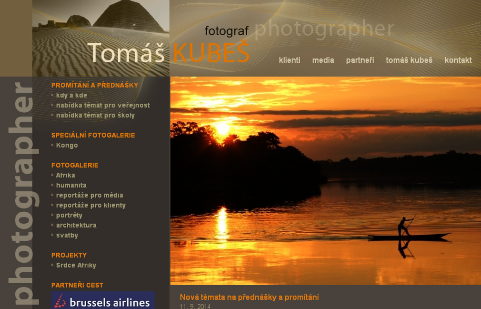 fotograf photographer
Tomáš KUBEŠ
klienti media partneři tomáš kubeš kontakt
photographer
PROMÍTÁNÍ A PŘEDNÁŠKY
kdy a kde
nabídka témat pro veřejnost
nabídka témat pro školy
SPECIÁLNÍ FOTOGALERIE
Kongo
FOTOGALERIE
Afrika
humanita
reportáže pro média
reportáže pro klienty
portréty
architektura
svatby
PROJEKTY
Srdce Afriky
PARTNEŘI CEST
brussels airlines
Nová témata na přednášky a promítání
11. 5. 2014